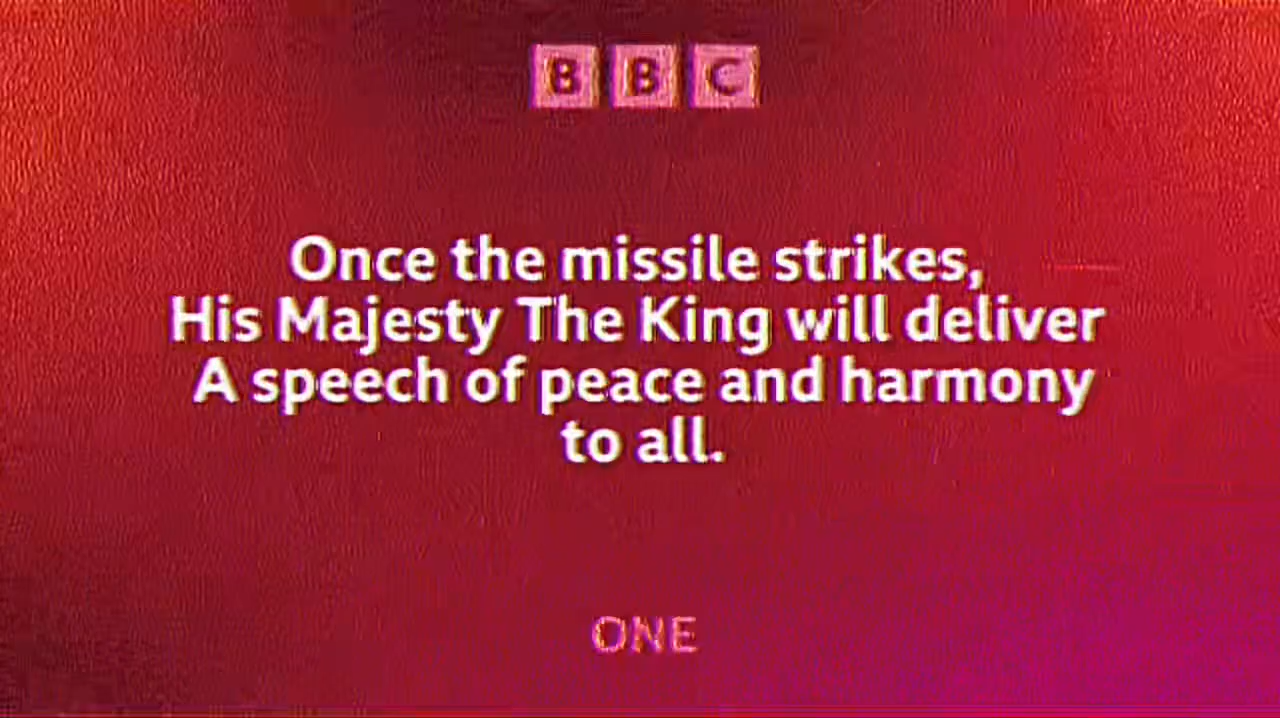 BBC
Once the missile strikes,
His Majesty The King will deliver
A speech of peace and harmony
to all.
ONE